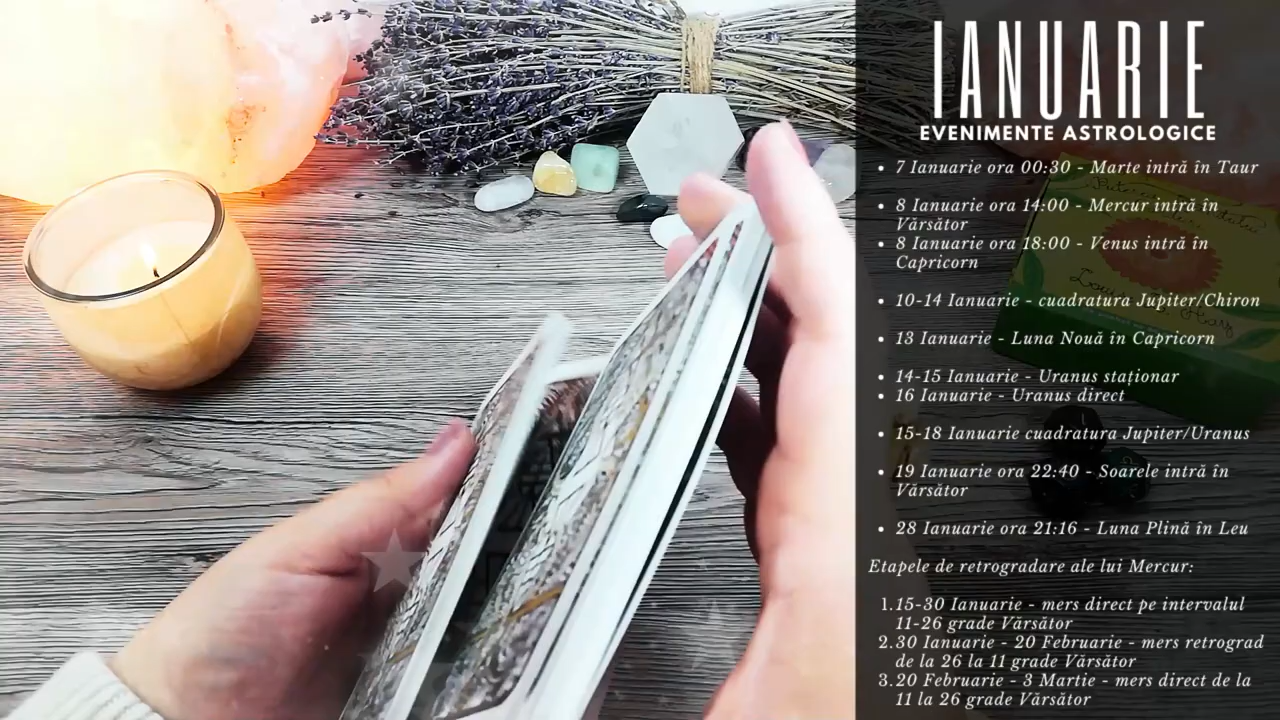 IANUARIE
EVENIMENTE ASTROLOGICE
• 7 Ianuarie ora 00:30 - Marte intră în Taur
• 8 Ianuarie ora 14:00 - Mercur intră în
Vărsător
• 8 Ianuarie ora 18:00 - Venus intră în
Capricorn
• 10-14 Ianuarie - cuadratura Jupiter/Chiron
• 13 Ianuarie - Luna Nouă în Capricorn
• 14-15 Ianuarie - Uranus staționar
• 16 Ianuarie - Uranus direct
• 15-18 Ianuarie cuadratura Jupiter/Uranus
• 19 Ianuarie ora 22:40 - Soarele intră în
Vărsător
• 28 Ianuarie ora 21:16 - Luna Plină în Leu
Etapele de retrogradare ale lui Mercur:
1.15-30 Ianuarie - mers direct pe intervalul
11-26 grade Vărsător
2.30 Ianuarie - 20 Februarie - mers retrograd
de la 26 la 11 grade Vărsător
3.20 Februarie - 3 Martie - mers direct de la
11 la 26 grade Vărsător
Louise Hay